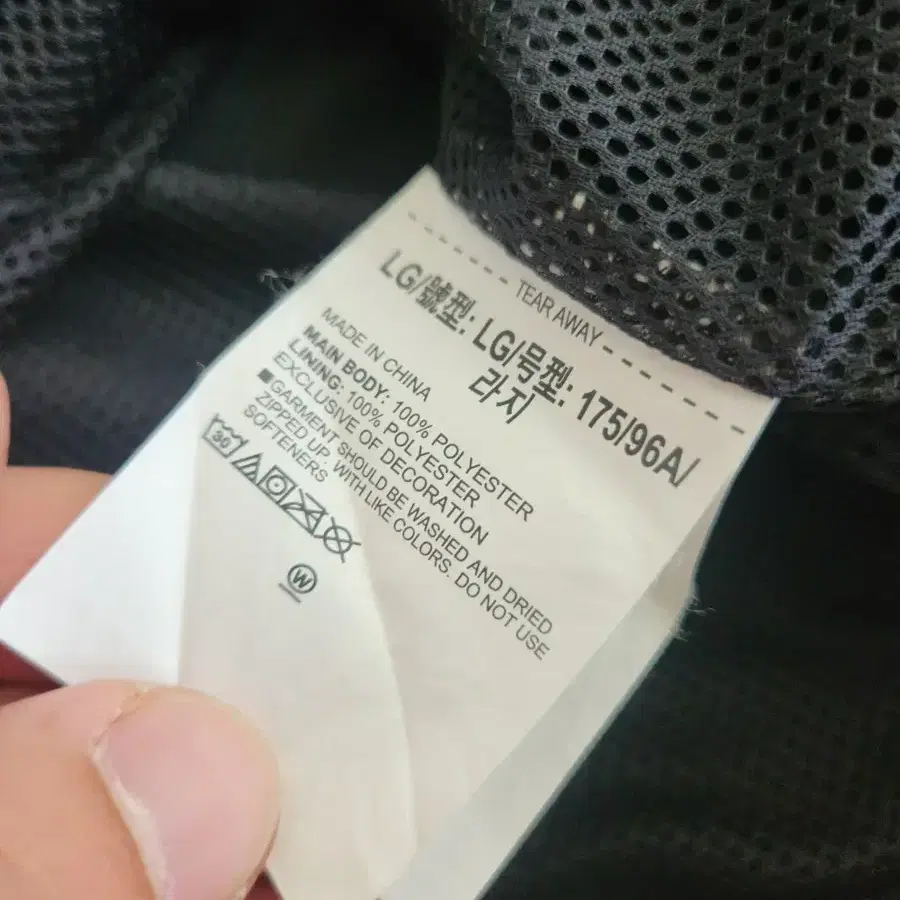 TEAR AWAY
LG/號型: LG/号型: 175/96A/
라지
MADE IN CHINA
MAIN BODY: 100% POLYESTER
LINING: 100% POLYESTER
EXCLUSIVE OF DECORATION
■GARMENT SHOULD BE WASHED AND DRIED
ZIPPED UP, WITH LIKE COLORS. DO NOT USE
SOFTENERS
30
W